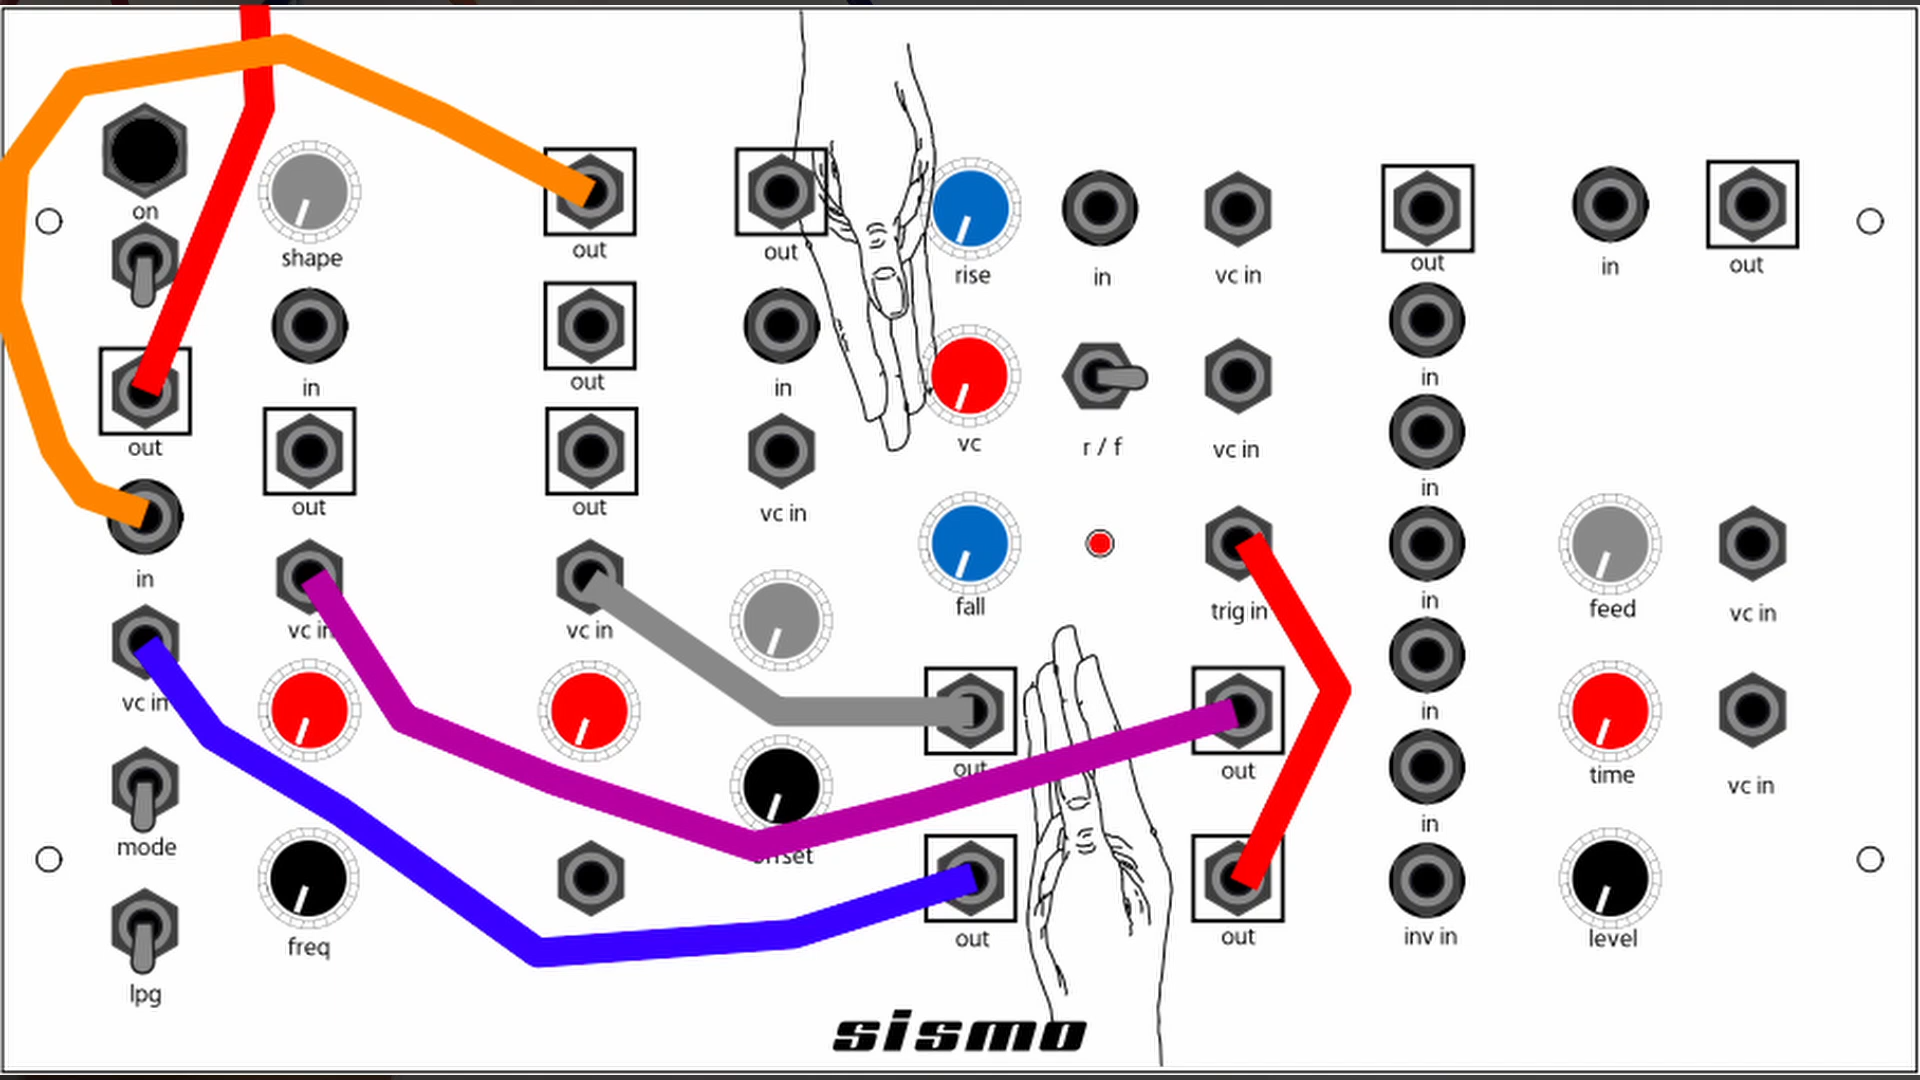 on
shape
out
out
rise
in
vc in
out
in
out
in
out
in
in
out
vc
r / f
vc in
in
out
out
vc in
in
in
vc in
vc in
fall
trig in
in
feed
vc in
vc in
in
out
out
time
vc in
mode
offset
in
freq
out
out
inv in
level
lpg
sismo